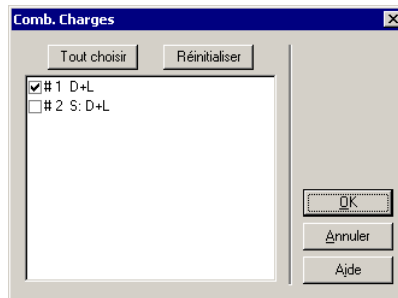 Comb. Charges
Tout choisir
Réinitialiser
# 1 D+L
# 2 S: D+L
OK
Annuler
Aide